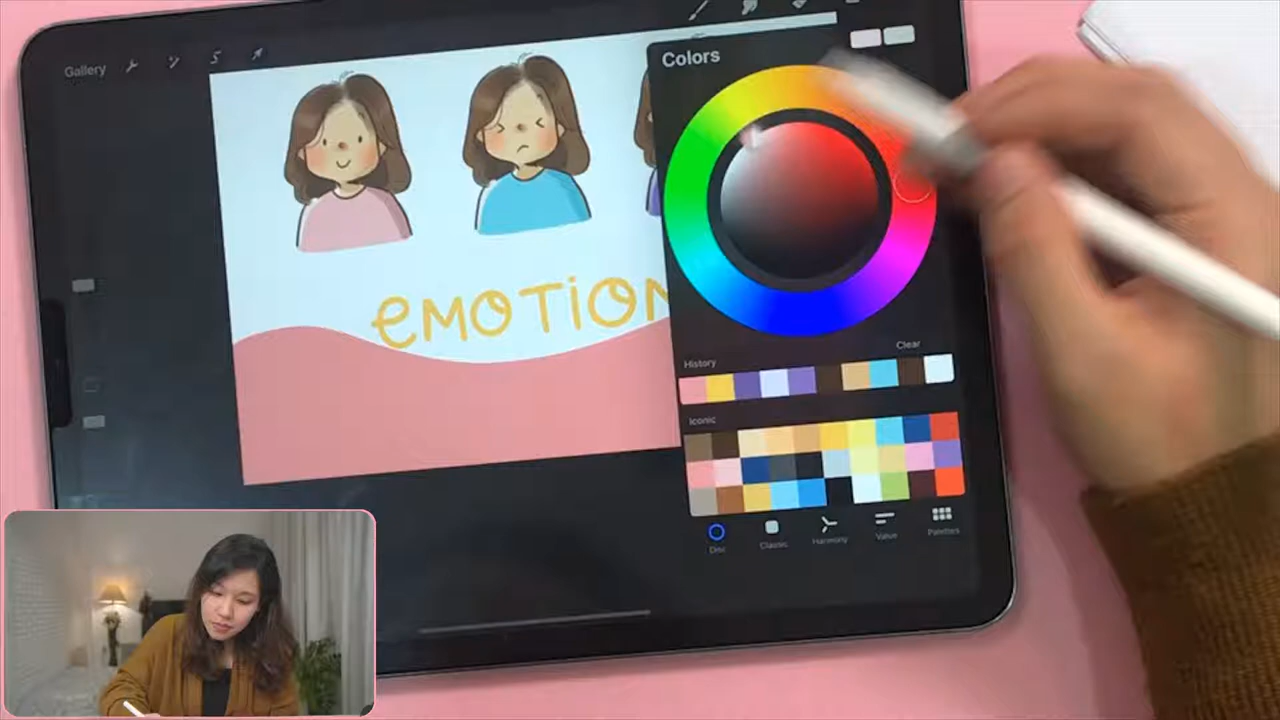 Gallery
Colors
eMOTiON
Clear
History
Iconic
Disc
Classic
Harmony
Value
Palettes